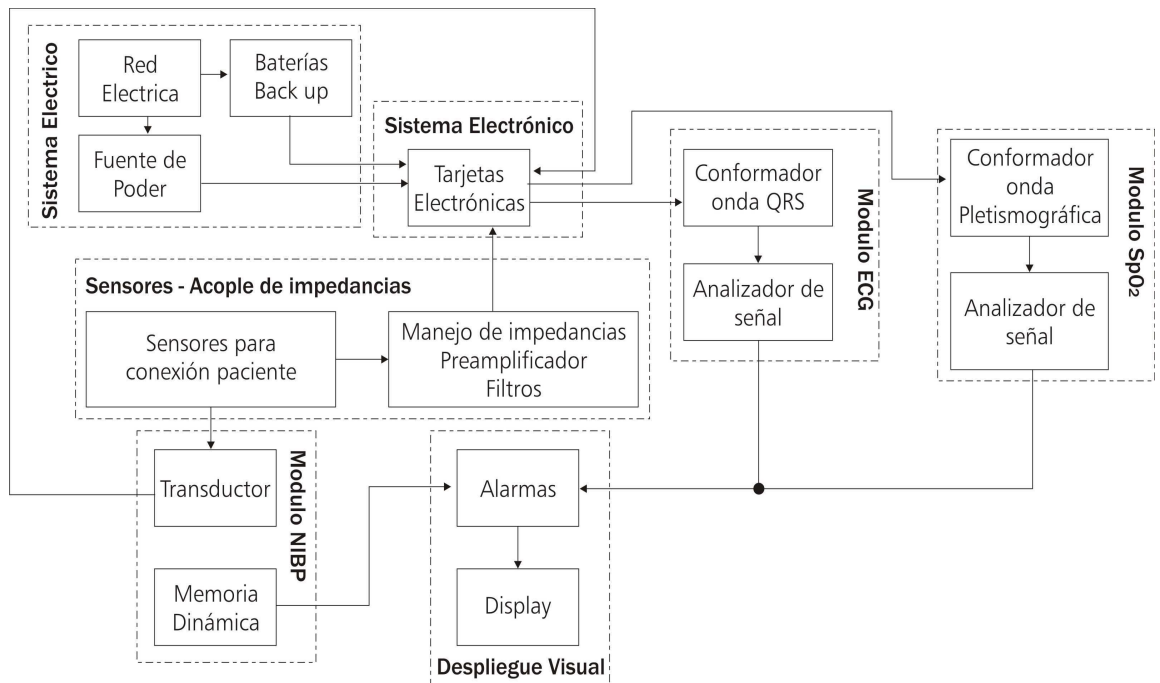 Sistema Electrico
Red
Electrica
Baterías
Back up
Fuente de
Poder
Sistema Electrónico
Tarjetas
Electrónicas
Conformador
onda QRS
Analizador de
señal
Modulo ECG
Conformador
onda
Pletismográfica
Analizador de
señal
Modulo SpO2
Sensores - Acople de impedancias
Sensores para
conexión paciente
Manejo de impedancias
Preamplificador
Filtros
Transductor
Memoria
Dinámica
Modulo NIBP
Alarmas
Display
Despliegue Visual